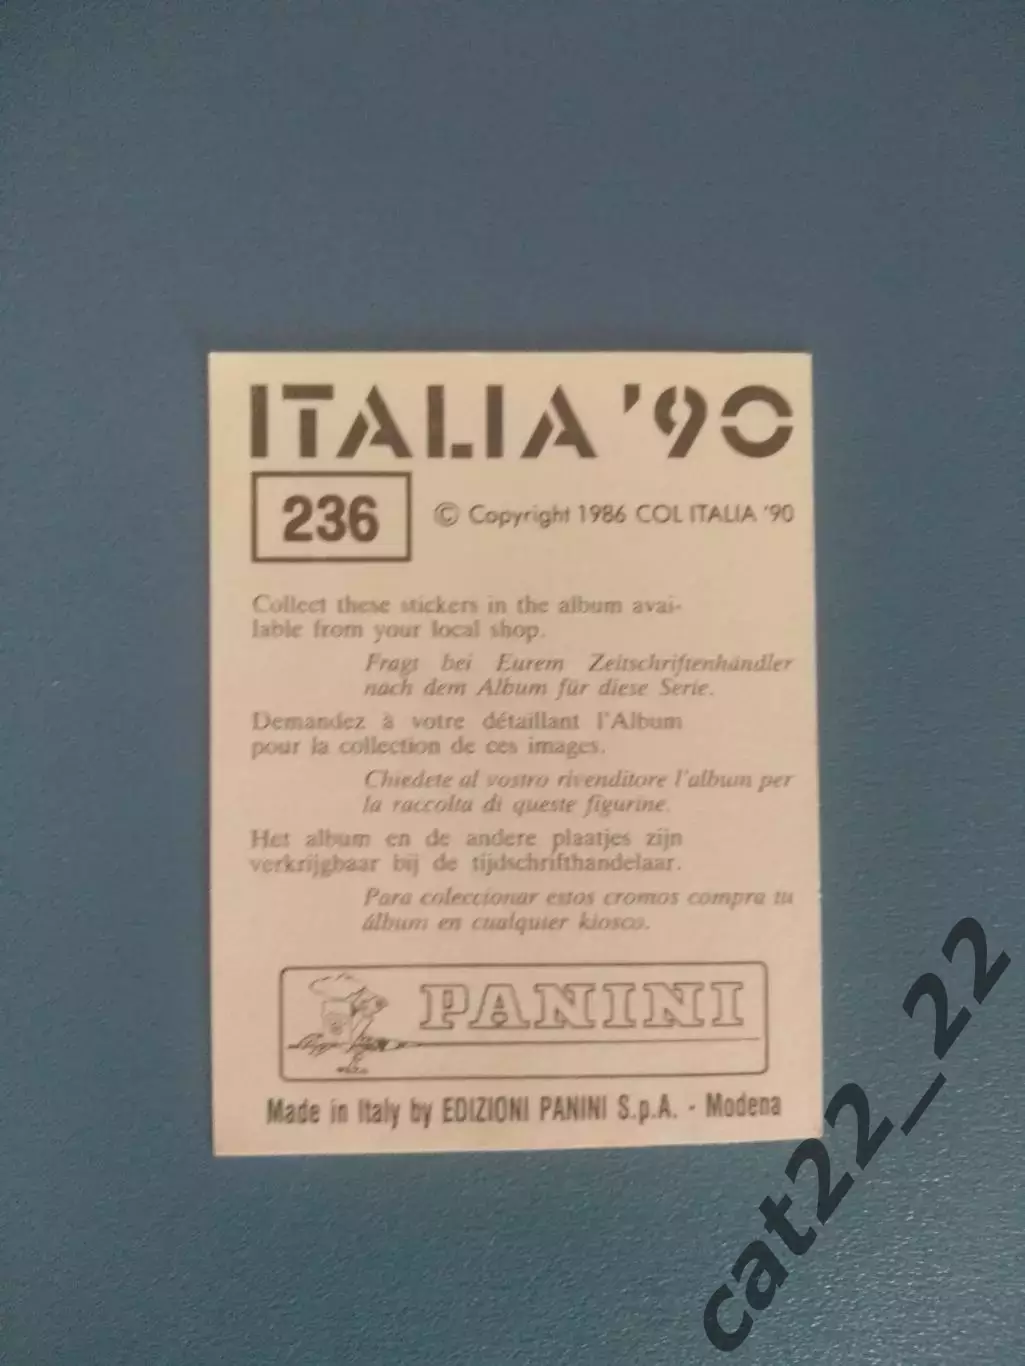 ITALIA '90
236
© Copyright 1986 COL ITALIA '90
Collect these stickers in the album avai-
lable from your local shop.
Fragt bei Eurem Zeitschriftenhändler
nach dem Album für diese Serie.
Demandez à votre détaillant l'Album
pour la collection de ces images.
Chiedete al vostro rivenditore l'album per
la raccolta di queste figurine.
Het album en de andere plaatjes zijn
verkrijgbaar bij de tijdschrifthandelaar.
Para coleccionar estos cromos compra tu
álbum en cualquier kiosco.
PANINI
Made in Italy by EDIZIONI PANINI S.p.A. - Modena
cat22_22